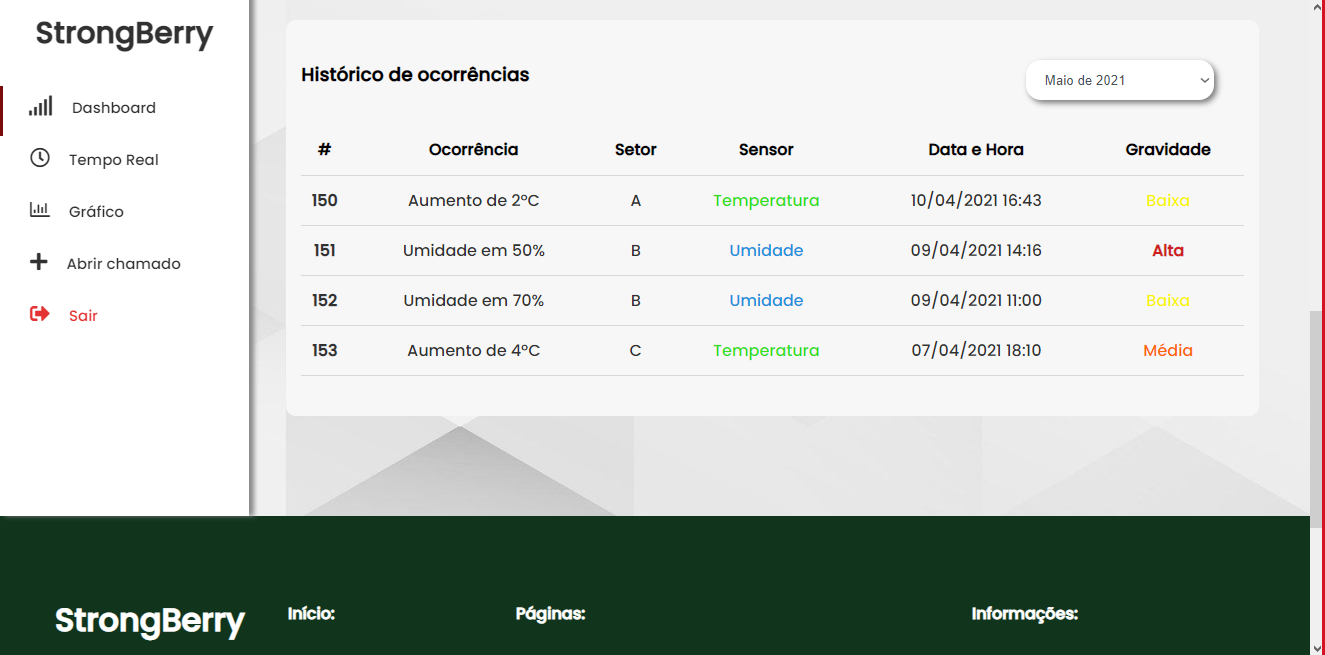 StrongBerry
Dashboard
Tempo Real
Gráfico
Abrir chamado
Sair
Histórico de ocorrências
Maio de 2021
# Ocorrência Setor Sensor Data e Hora Gravidade
150 Aumento de 2ºC A Temperatura 10/04/2021 16:43 Baixa
151 Umidade em 50% B Umidade 09/04/2021 14:16 Alta
152 Umidade em 70% B Umidade 09/04/2021 11:00 Baixa
153 Aumento de 4ºC C Temperatura 07/04/2021 18:10 Média
StrongBerry Início: Páginas: Informações: